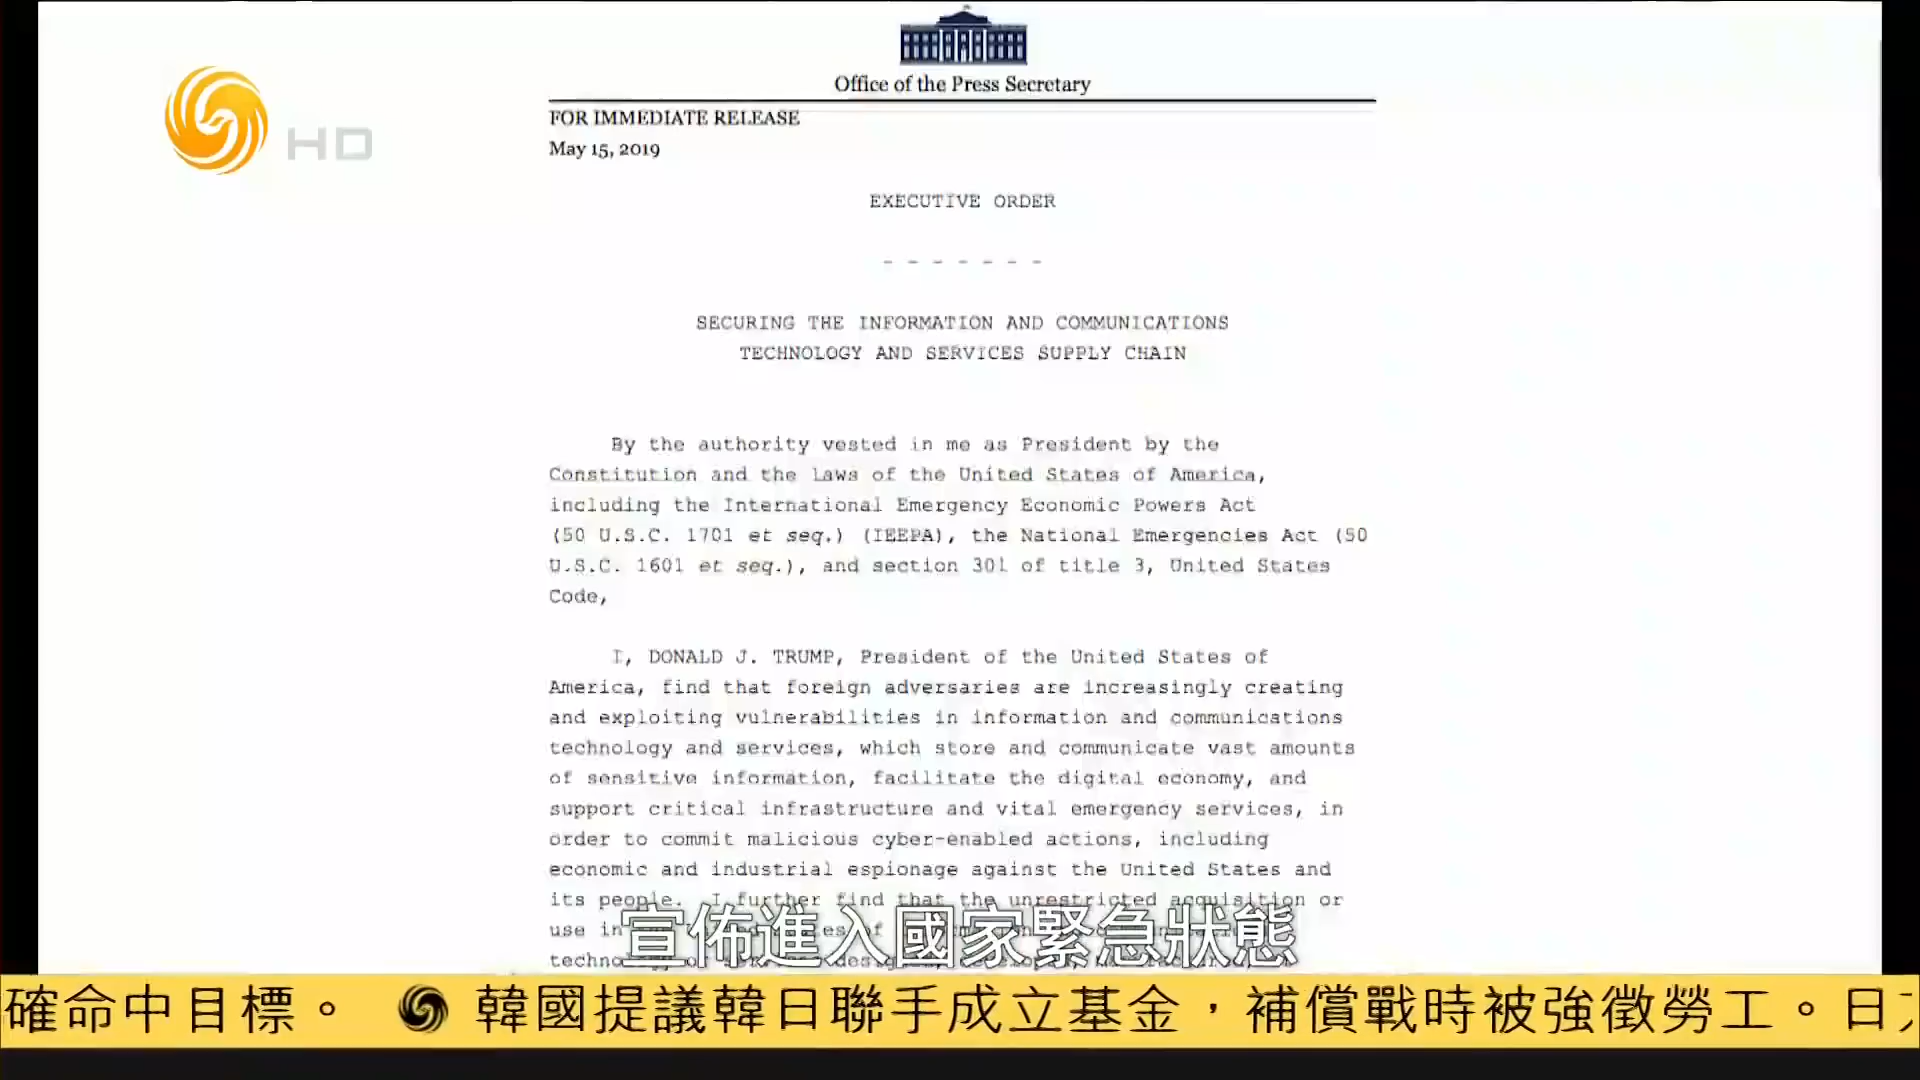 Office of the Press Secretary
FOR IMMEDIATE RELEASE
May 15, 2019
HD
EXECUTIVE ORDER
- - - - - - -
SECURING THE INFORMATION AND COMMUNICATIONS
TECHNOLOGY AND SERVICES SUPPLY CHAIN
By the authority vested in me as President by the
Constitution and the laws of the United States of America,
including the International Emergency Economic Powers Act
(50 U.S.C. 1701 et seq.) (IEEPA), the National Emergencies Act (50
U.S.C. 1601 et seq.), and section 301 of title 3, United States
Code,
I, DONALD J. TRUMP, President of the United States of
America, find that foreign adversaries are increasingly creating
and exploiting vulnerabilities in information and communications
technology and services, which store and communicate vast amounts
of sensitive information, facilitate the digital economy, and
support critical infrastructure and vital emergency services, in
order to commit malicious cyber-enabled actions, including
economic and industrial espionage against the United States and
its people. I further find that the unrestricted acquisition or
use in
宣佈進入國家緊急狀態
確命中目標。 韓國提議韓日聯手成立基金，補償戰時被強徵勞工。日